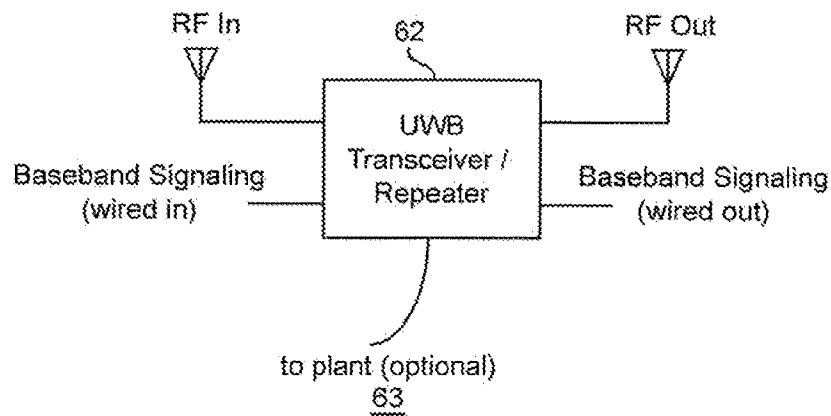 RF In
62
RF Out
UWB
Transceiver /
Repeater
Baseband Signaling
(wired in)
Baseband Signaling
(wired out)
to plant (optional)
63